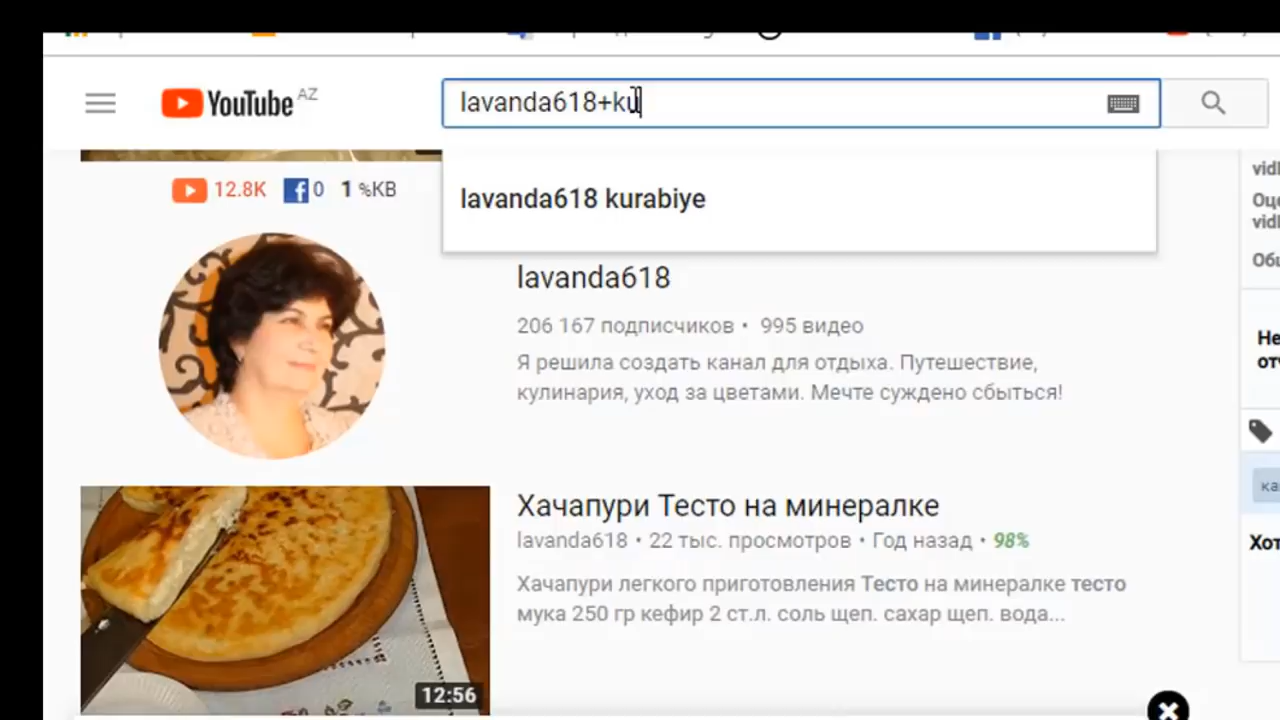 YouTube AZ
lavanda618+ku
lavanda618 kurabiye
12.8K 0 1 %KB
lavanda618
206 167 подписчиков • 995 видео
Я решила создать канал для отдыха. Путешествие,
кулинария, уход за цветами. Мечте суждено сбыться!
Хачапури Тесто на минералке
lavanda618 • 22 тыс. просмотров • Год назад • 98%
Хачапури легкого приготовления Тесто на минералке тесто
мука 250 гр кефир 2 ст.л. соль щеп. сахар щеп. вода...
12:56